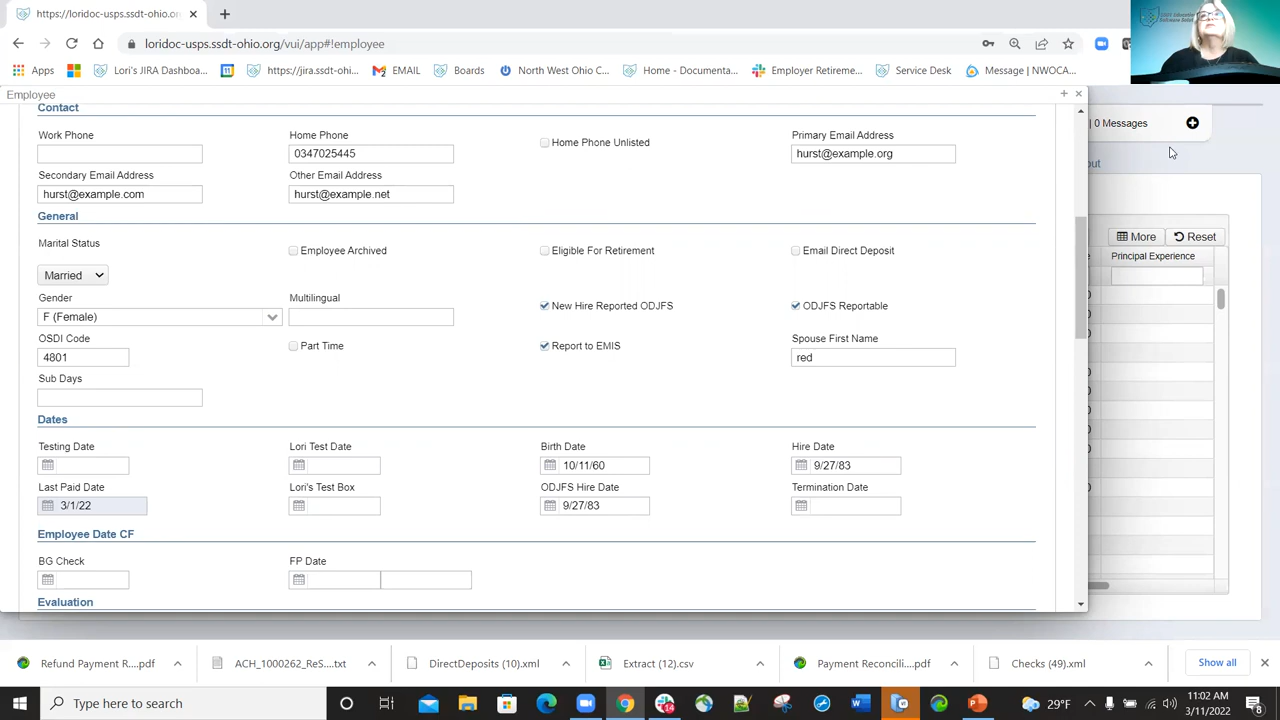 https://loridoc-usps.ssdt-ohio.or
loridoc-usps.ssdt-ohio.org/vui/app#!employee
Apps
Lori's JIRA Dashboa...
https://jira.ssdt-ohi...
EMAIL
Boards
North West Ohio C...
Home - Documenta...
Employer Retireme...
Service Desk
Message | NWOCA...
Employee
| 0 Messages
out
More
Reset
Principal Experience
Contact
Work Phone
Home Phone
Home Phone Unlisted
Primary Email Address
0347025445
hurst@example.org
Secondary Email Address
Other Email Address
hurst@example.com
hurst@example.net
General
Marital Status
Employee Archived
Eligible For Retirement
Email Direct Deposit
Married
Gender
Multilingual
New Hire Reported ODJFS
ODJFS Reportable
F (Female)
OSDI Code
Part Time
Report to EMIS
Spouse First Name
4801
red
Sub Days
Dates
Testing Date
Lori Test Date
Birth Date
Hire Date
10/11/60
9/27/83
Last Paid Date
Lori's Test Box
ODJFS Hire Date
Termination Date
3/1/22
9/27/83
Employee Date CF
BG Check
FP Date
Evaluation
Refund Payment R....pdf
ACH_1000262_ReS....txt
DirectDeposits (10).xml
Extract (12).csv
Payment Reconcili....pdf
Checks (49).xml
Show all
Type here to search
14
29°F
11:02 AM
3/11/2022
8